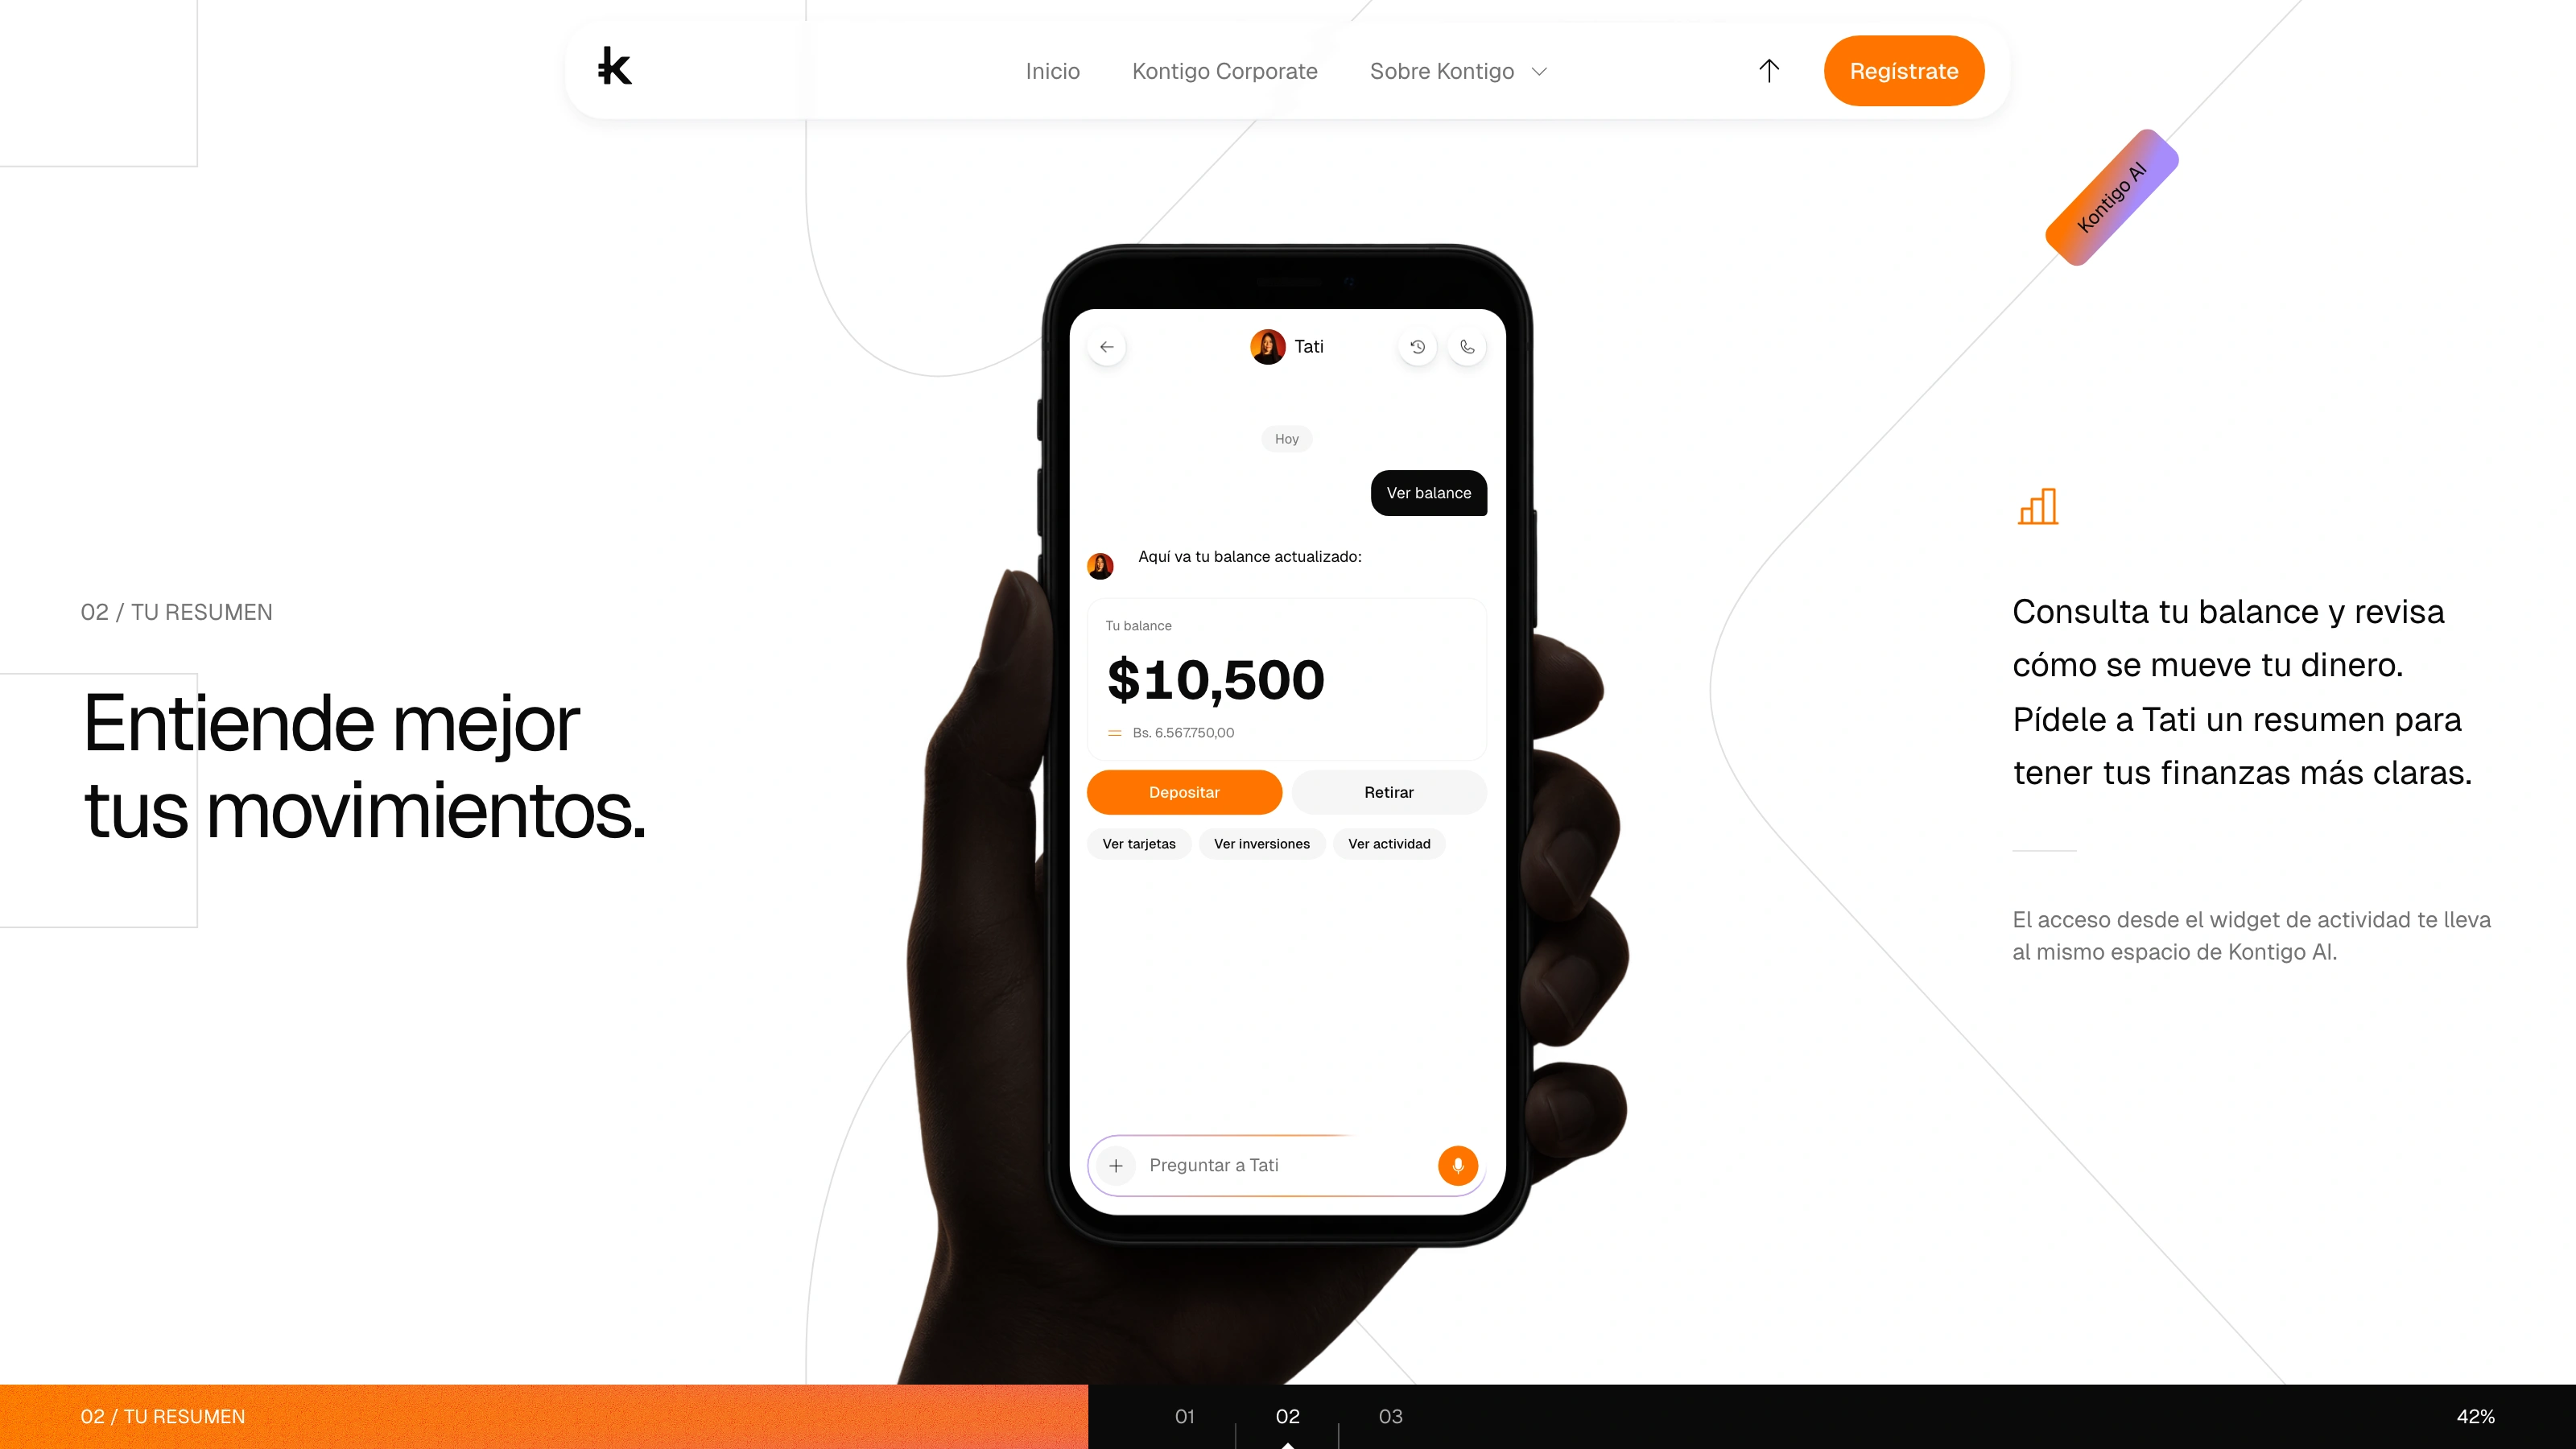 Inicio
Kontigo Corporate
Sobre Kontigo
Regístrate
Kontigo AI
02 / TU RESUMEN
Entiende mejor
tus movimientos.
Tati
Hoy
Ver balance
Aquí va tu balance actualizado:
Tu balance
$10,500
Bs. 6.567.750,00
Depositar
Retirar
Ver tarjetas
Ver inversiones
Ver actividad
Preguntar a Tati
Consulta tu balance y revisa
cómo se mueve tu dinero.
Pídele a Tati un resumen para
tener tus finanzas más claras.
El acceso desde el widget de actividad te lleva
al mismo espacio de Kontigo AI.
02 / TU RESUMEN
01
02
03
42%